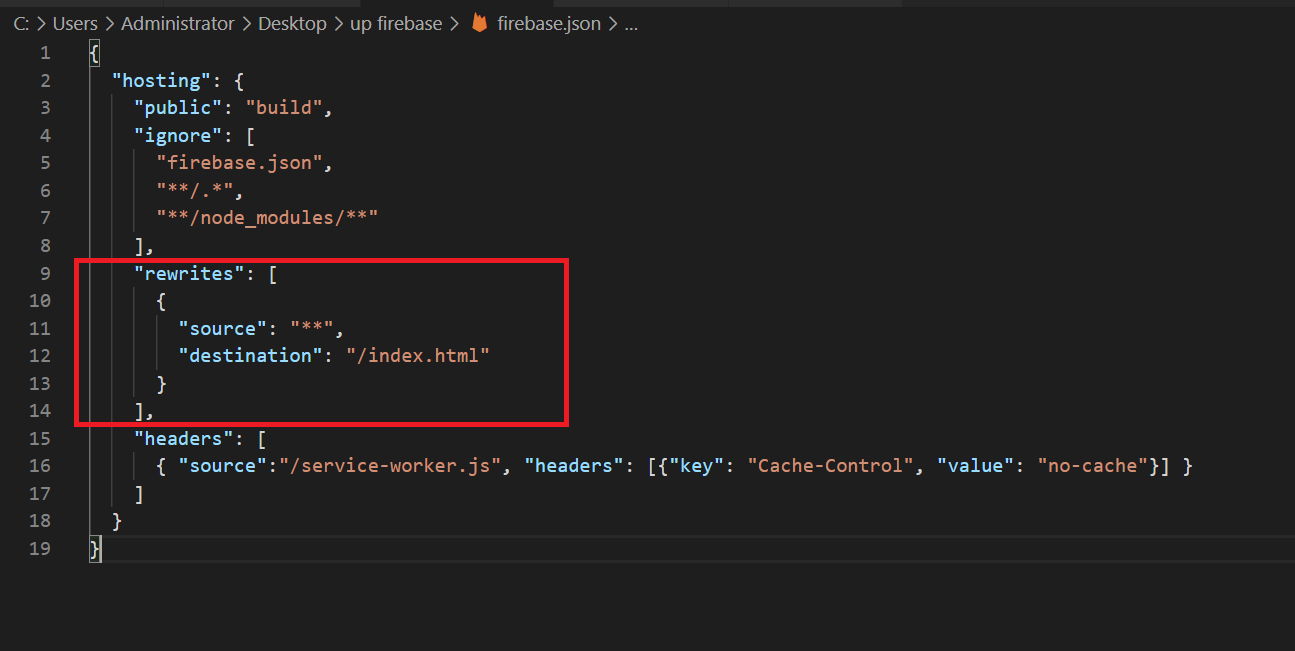 C: > Users > Administrator > Desktop > up firebase > firebase.json > ...
1 {
2 "hosting": {
3 "public": "build",
4 "ignore": [
5 "firebase.json",
6 "**/.*",
7 "**/node_modules/**"
8 ],
9 "rewrites": [
10 {
11 "source": "**",
12 "destination": "/index.html"
13 }
14 ],
15 "headers": [
16 { "source":"/service-worker.js", "headers": [{"key": "Cache-Control", "value": "no-cache"}] }
17 ]
18 }
19 }